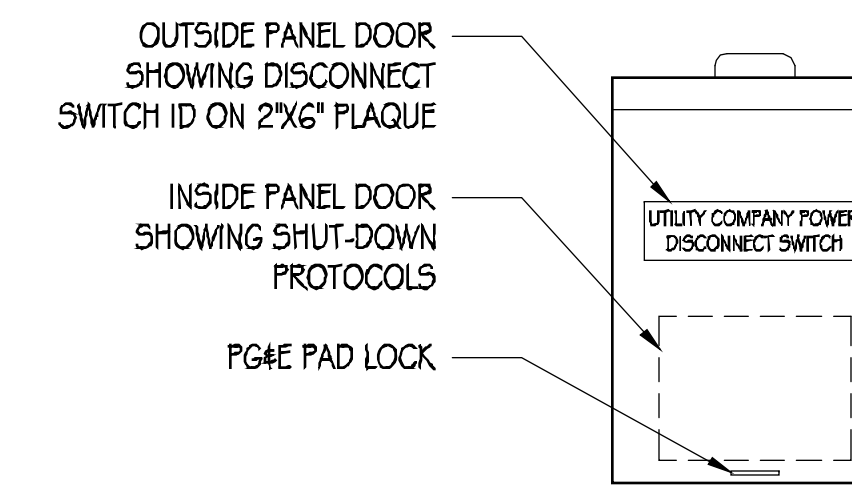 OUTSIDE PANEL DOOR
SHOWING DISCONNECT
SWITCH ID ON 2"X6" PLAQUE
INSIDE PANEL DOOR
SHOWING SHUT-DOWN
PROTOCOLS
PG&E PAD LOCK
UTILITY COMPANY POWER
DISCONNECT SWITCH